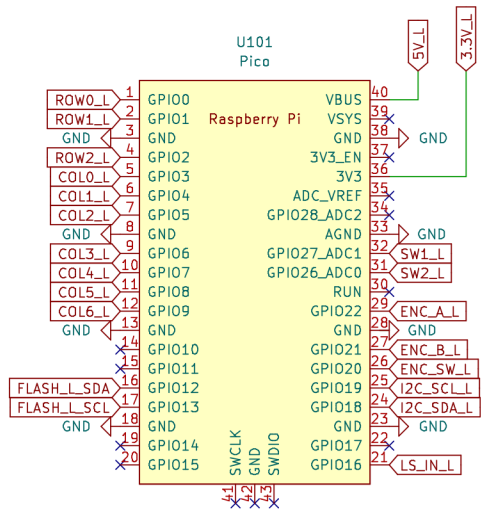 5V_L
3.3V_L
U101
Pico
Raspberry Pi
ROW0_L 1 GPIO0 VBUS 40
ROW1_L 2 GPIO1 VSYS 39
GND 3 GND GND 38 GND
ROW2_L 4 GPIO2 3V3_EN 37
COL0_L 5 GPIO3 3V3 36
COL1_L 6 GPIO4 ADC_VREF 35
COL2_L 7 GPIO5 GPIO28_ADC2 34
GND 8 GND AGND 33 GND
COL3_L 9 GPIO6 GPIO27_ADC1 32 SW1_L
COL4_L 10 GPIO7 GPIO26_ADC0 31 SW2_L
COL5_L 11 GPIO8 RUN 30
COL6_L 12 GPIO9 GPIO22 29 ENC_A_L
GND 13 GND GND 28 GND
14 GPIO10 GPIO21 27 ENC_B_L
15 GPIO11 GPIO20 26 ENC_SW_L
FLASH_L_SDA 16 GPIO12 GPIO19 25 I2C_SCL_L
FLASH_L_SCL 17 GPIO13 GPIO18 24 I2C_SDA_L
GND 18 GND GND 23 GND
19 GPIO14 GPIO17 22
20 GPIO15 GPIO16 21 LS_IN_L
SWCLK GND SWDIO
41 42 43